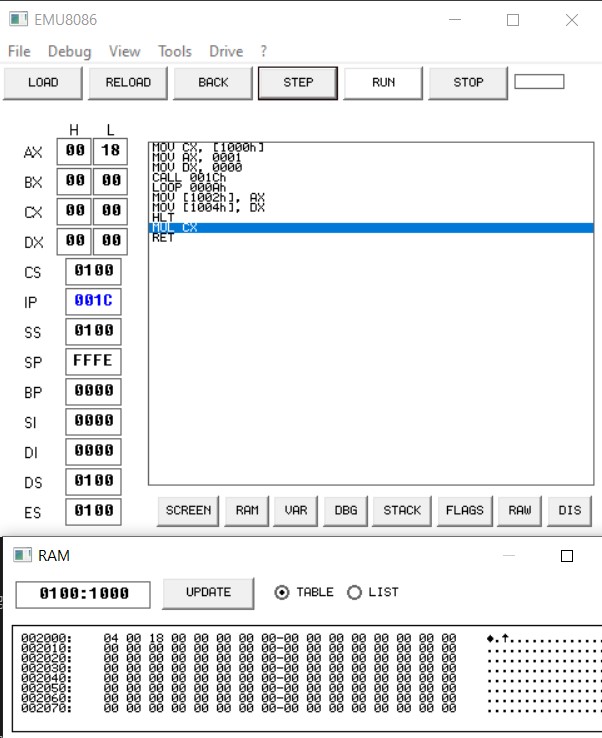 EMU8086
File Debug View Tools Drive ?
LOAD RELOAD BACK STEP RUN STOP
H L
AX 00 18
BX 00 00
CX 00 00
DX 00 00
CS 0100
IP 001C
SS 0100
SP FFFE
BP 0000
SI 0000
DI 0000
DS 0100
ES 0100
MOV CX, [1000h]
MOV AX, 0001
MOV DX, 0000
CALL 001Ch
LOOP 000Ah
MOV [1002h], AX
MOV [1004h], DX
HLT
MUL CX
RET
SCREEN RAM VAR DBG STACK FLAGS RAW DIS
RAM
0100:1000 UPDATE TABLE LIST
002000: 04 00 18 00 00 00 00 00-00 00 00 00 00 00 00 00 ♦.↑.............
002010: 00 00 00 00 00 00 00 00-00 00 00 00 00 00 00 00 ................
002020: 00 00 00 00 00 00 00 00-00 00 00 00 00 00 00 00 ................
002030: 00 00 00 00 00 00 00 00-00 00 00 00 00 00 00 00 ................
002040: 00 00 00 00 00 00 00 00-00 00 00 00 00 00 00 00 ................
002050: 00 00 00 00 00 00 00 00-00 00 00 00 00 00 00 00 ................
002060: 00 00 00 00 00 00 00 00-00 00 00 00 00 00 00 00 ................
002070: 00 00 00 00 00 00 00 00-00 00 00 00 00 00 00 00 ................